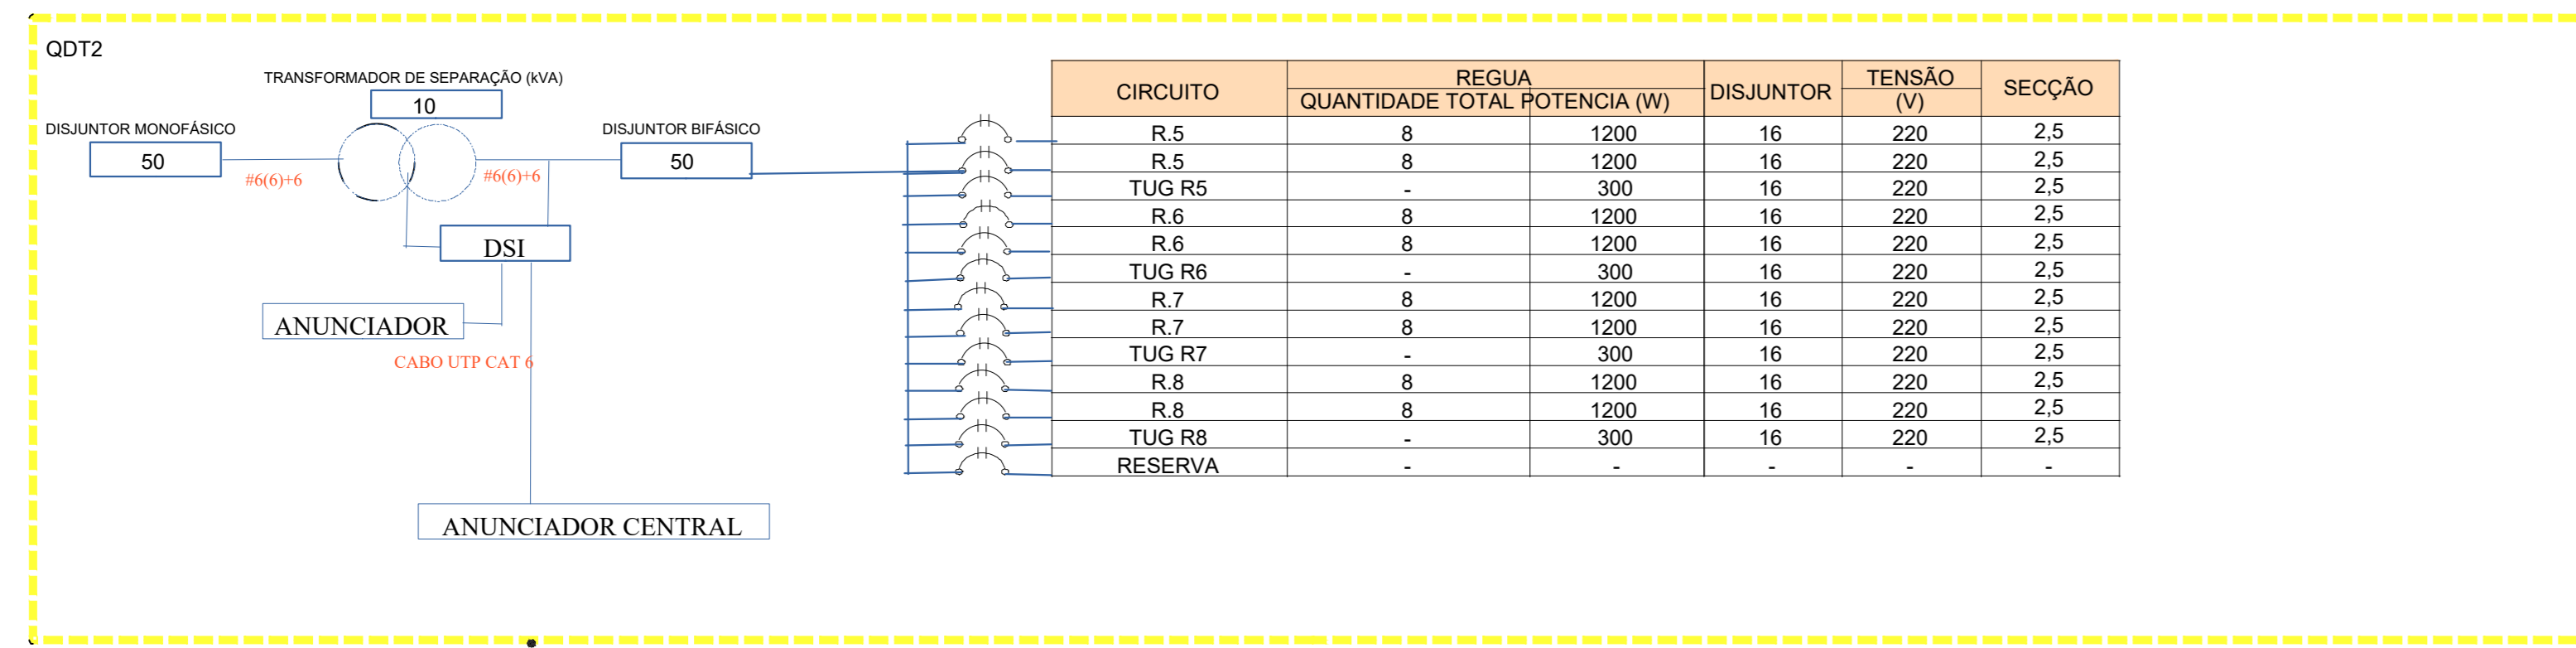 QDT2
TRANSFORMADOR DE SEPARAÇÃO (kVA)
10
DISJUNTOR MONOFÁSICO
50
#6(6)+6
#6(6)+6
DISJUNTOR BIFÁSICO
50
DSI
ANUNCIADOR
CABO UTP CAT 6
ANUNCIADOR CENTRAL
CIRCUITO REGUA DISJUNTOR TENSÃO SECÇÃO
QUANTIDADE TOTAL POTENCIA (W) (V)
R.5 8 1200 16 220 2,5
R.5 8 1200 16 220 2,5
TUG R5 - 300 16 220 2,5
R.6 8 1200 16 220 2,5
R.6 8 1200 16 220 2,5
TUG R6 - 300 16 220 2,5
R.7 8 1200 16 220 2,5
R.7 8 1200 16 220 2,5
TUG R7 - 300 16 220 2,5
R.8 8 1200 16 220 2,5
R.8 8 1200 16 220 2,5
TUG R8 - 300 16 220 2,5
RESERVA - - - - -